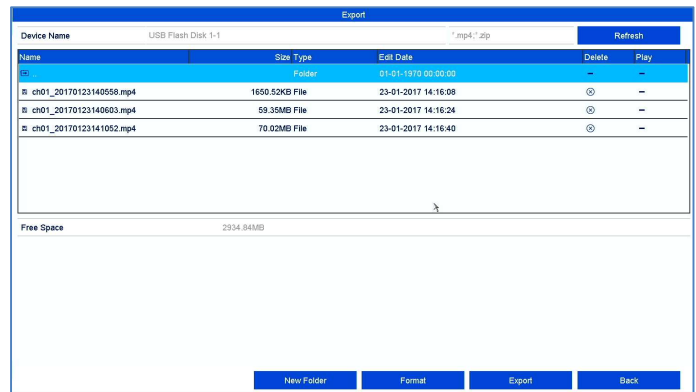 Export
Device Name USB Flash Disk 1-1 *.mp4;*.zip Refresh
Name Size Type Edit Date Delete Play
.. Folder 01-01-1970 00:00:00 – –
ch01_20170123140558.mp4 1650.52KB File 23-01-2017 14:16:08 –
ch01_20170123140603.mp4 59.35MB File 23-01-2017 14:16:24 –
ch01_20170123141052.mp4 70.02MB File 23-01-2017 14:16:40 –
Free Space 2934.84MB
New Folder Format Export Back